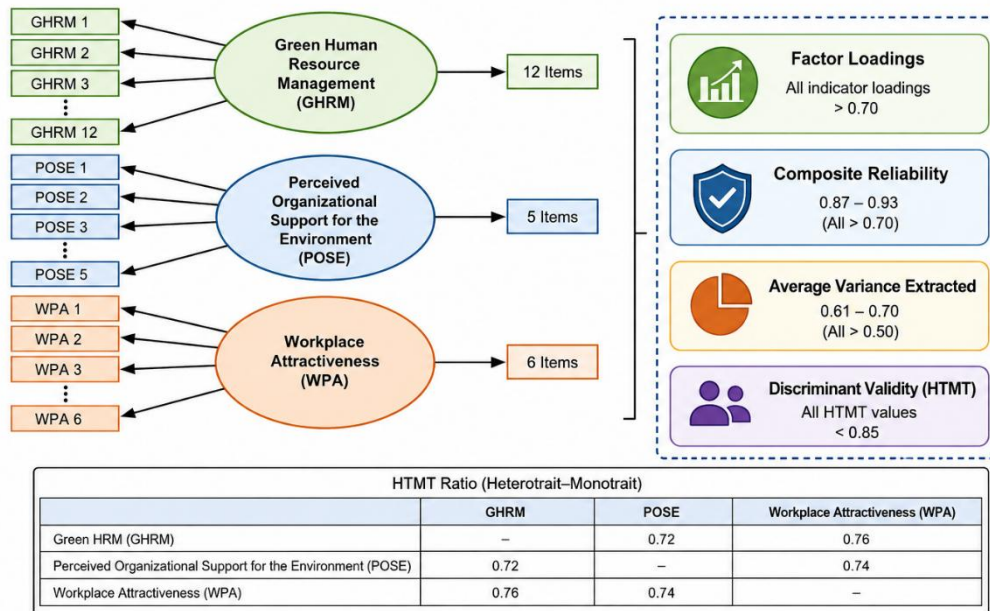 GHRM 1
GHRM 2
GHRM 3
GHRM 12
Green Human
Resource
Management
(GHRM)
12 Items
POSE 1
POSE 2
POSE 3
POSE 5
Perceived
Organizational
Support for the
Environment
(POSE)
5 Items
WPA 1
WPA 2
WPA 3
WPA 6
Workplace
Attractiveness
(WPA)
6 Items
Factor Loadings
All indicator loadings
> 0.70
Composite Reliability
0.87 – 0.93
(All > 0.70)
Average Variance Extracted
0.61 – 0.70
(All > 0.50)
Discriminant Validity (HTMT)
All HTMT values
< 0.85
HTMT Ratio (Heterotrait–Monotrait)
GHRM POSE Workplace Attractiveness (WPA)
Green HRM (GHRM) – 0.72 0.76
Perceived Organizational Support for the Environment (POSE) 0.72 – 0.74
Workplace Attractiveness (WPA) 0.76 0.74 –